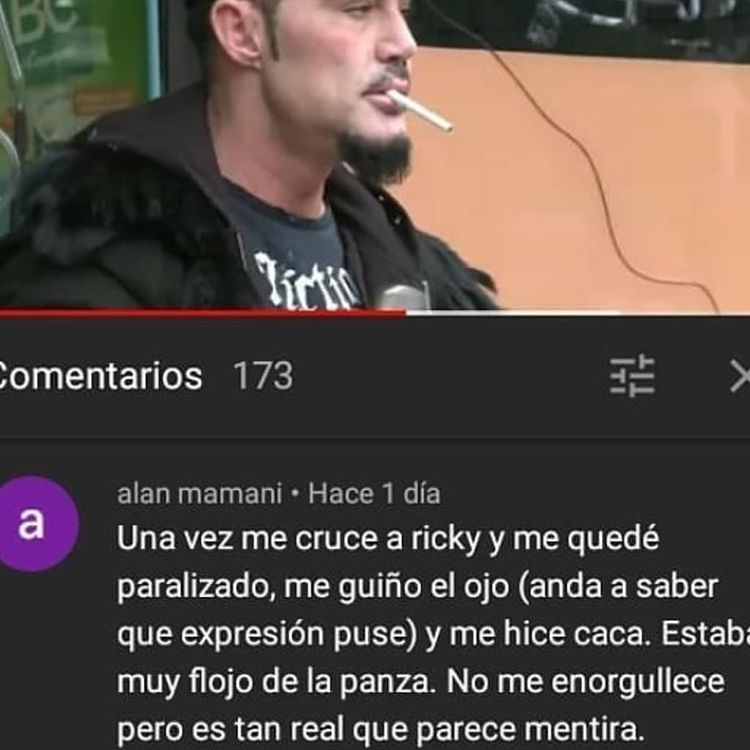 BC
Comentarios 173
a
alan mamani • Hace 1 día
Una vez me cruce a ricky y me quedé
paralizado, me guiño el ojo (anda a saber
que expresión puse) y me hice caca. Estaba
muy flojo de la panza. No me enorgullece
pero es tan real que parece mentira.